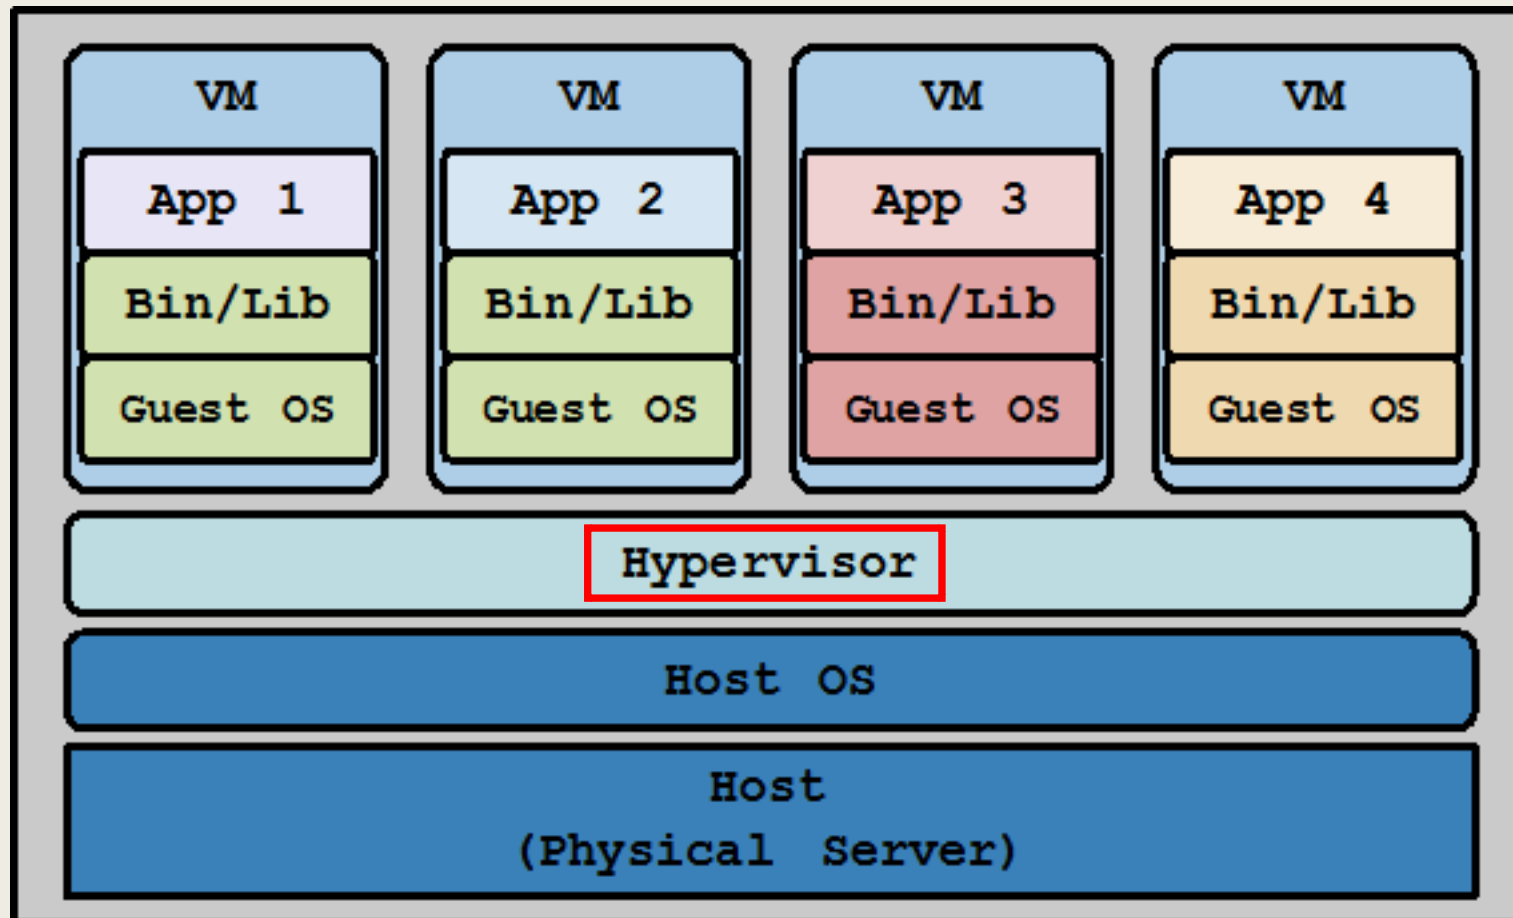 VM
App 1
Bin/Lib
Guest OS
VM
App 2
Bin/Lib
Guest OS
VM
App 3
Bin/Lib
Guest OS
VM
App 4
Bin/Lib
Guest OS
Hypervisor
Host OS
Host
(Physical Server)